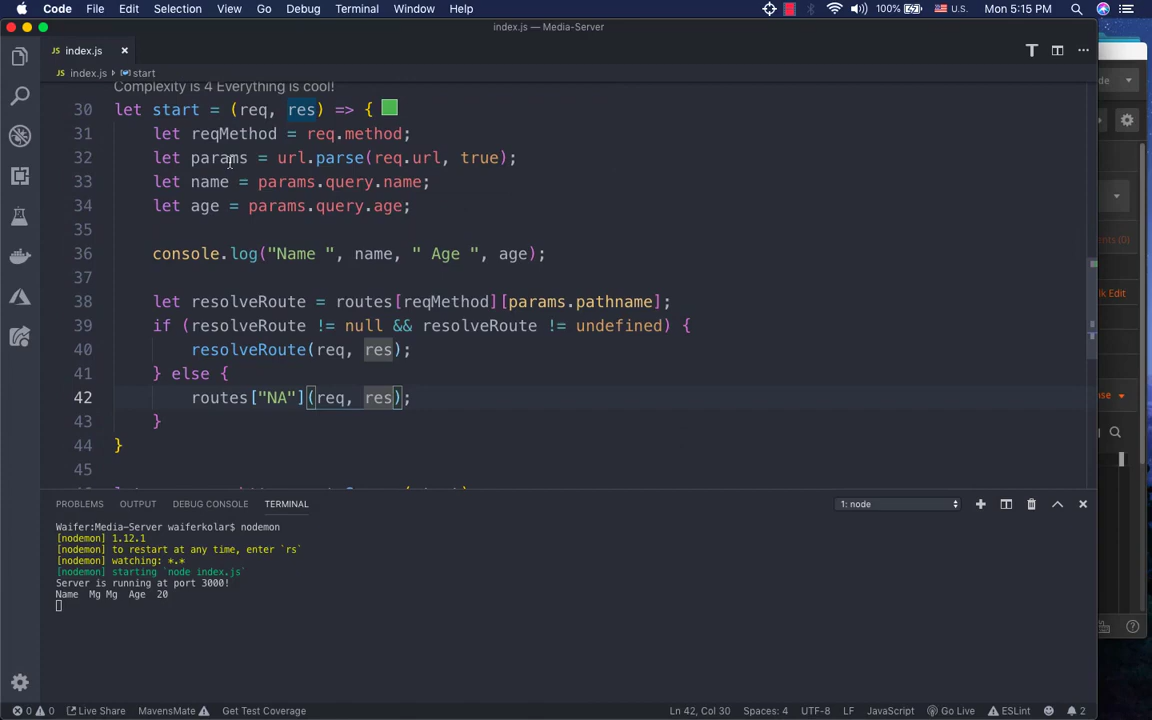 Code File Edit Selection View Go Debug Terminal Window Help 100% U.S. Mon 5:15 PM
index.js — Media-Server
JS index.js ×
JS index.js › start
Complexity is 4 Everything is cool!
30 let start = (req, res) => {
31 let reqMethod = req.method;
32 let params = url.parse(req.url, true);
33 let name = params.query.name;
34 let age = params.query.age;
35
36 console.log("Name ", name, " Age ", age);
37
38 let resolveRoute = routes[reqMethod][params.pathname];
39 if (resolveRoute != null && resolveRoute != undefined) {
40 resolveRoute(req, res);
41 } else {
42 routes["NA"](req, res);
43 }
44 }
45
PROBLEMS OUTPUT DEBUG CONSOLE TERMINAL 1: node
Waifer:Media-Server waiferkolar$ nodemon
[nodemon] 1.12.1
[nodemon] to restart at any time, enter `rs`
[nodemon] watching: *.*
[nodemon] starting `node index.js`
Server is running at port 3000!
Name  Mg Mg  Age  20
0 0 Live Share MavensMate Get Test Coverage Ln 42, Col 30 Spaces: 4 UTF-8 LF JavaScript Go Live ESLint 2